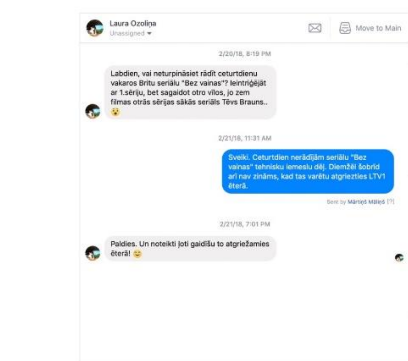 Laura Ozoliņa
Unassigned
Move to Main
2/20/18, 8:19 PM
Labdien, vai neturpināsiet rādīt ceturtdienu
vakaros Britu seriālu "Bez vainas"? Ieintriģējāt
ar 1.sēriju, bet sagaidot otro vilos, jo zem
filmas otrās sērijas sākās seriāls Tēvs Brauns..
2/21/18, 11:31 AM
Sveiki. Ceturtdien nerādījām seriālu "Bez
vainas" tehnisku iemeslu dēļ. Diemžēl šobrīd
arī nav zināms, kad tas varētu atgriezties LTV1
ēterā.
Sent by Mārtiņš [?]
2/21/18, 7:01 PM
Paldies. Un noteikti ļoti gaidīšu to atgriežamies
ēterā!